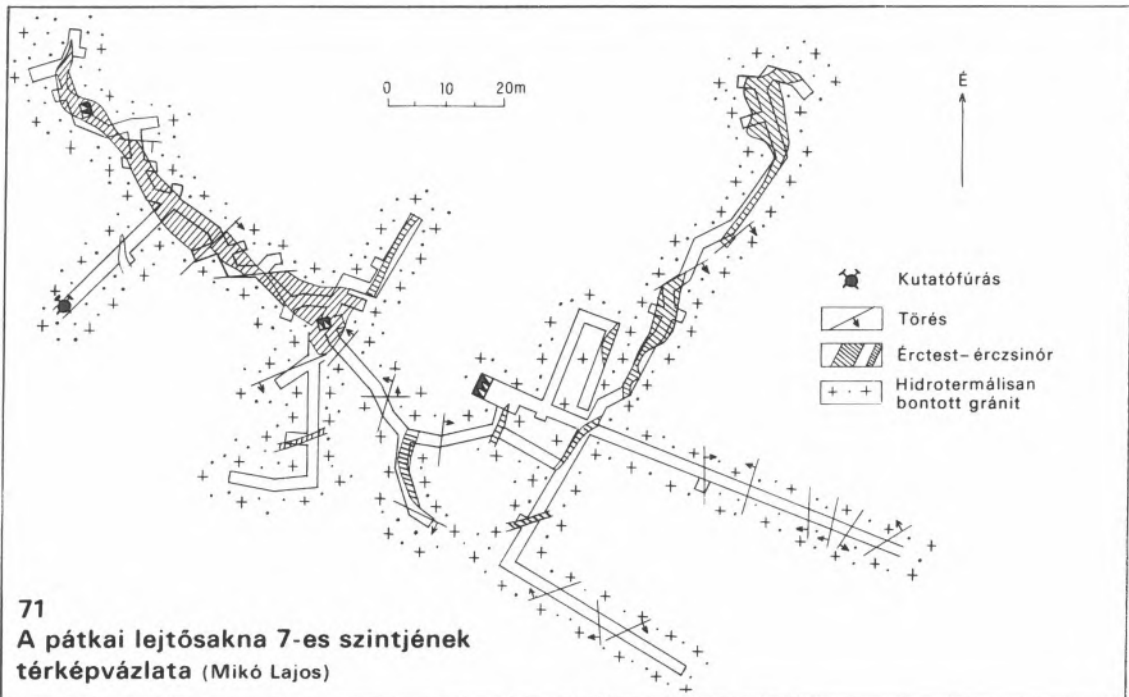 0 10 20m
É
Kutatófúrás
Törés
Érctest–érczsinór
Hidrotermálisan
bontott gránit
71
A pátkai lejtősakna 7-es szintjének
térképvázlata (Mikó Lajos)